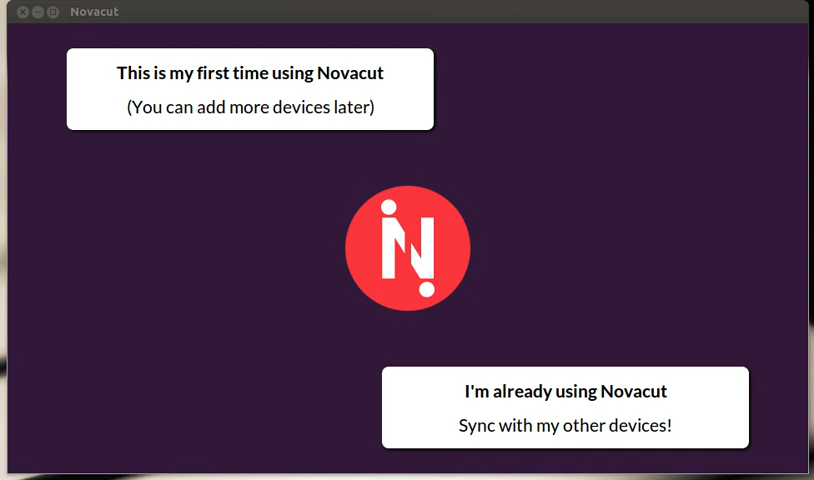 Novacut
This is my first time using Novacut
(You can add more devices later)
N
I'm already using Novacut
Sync with my other devices!